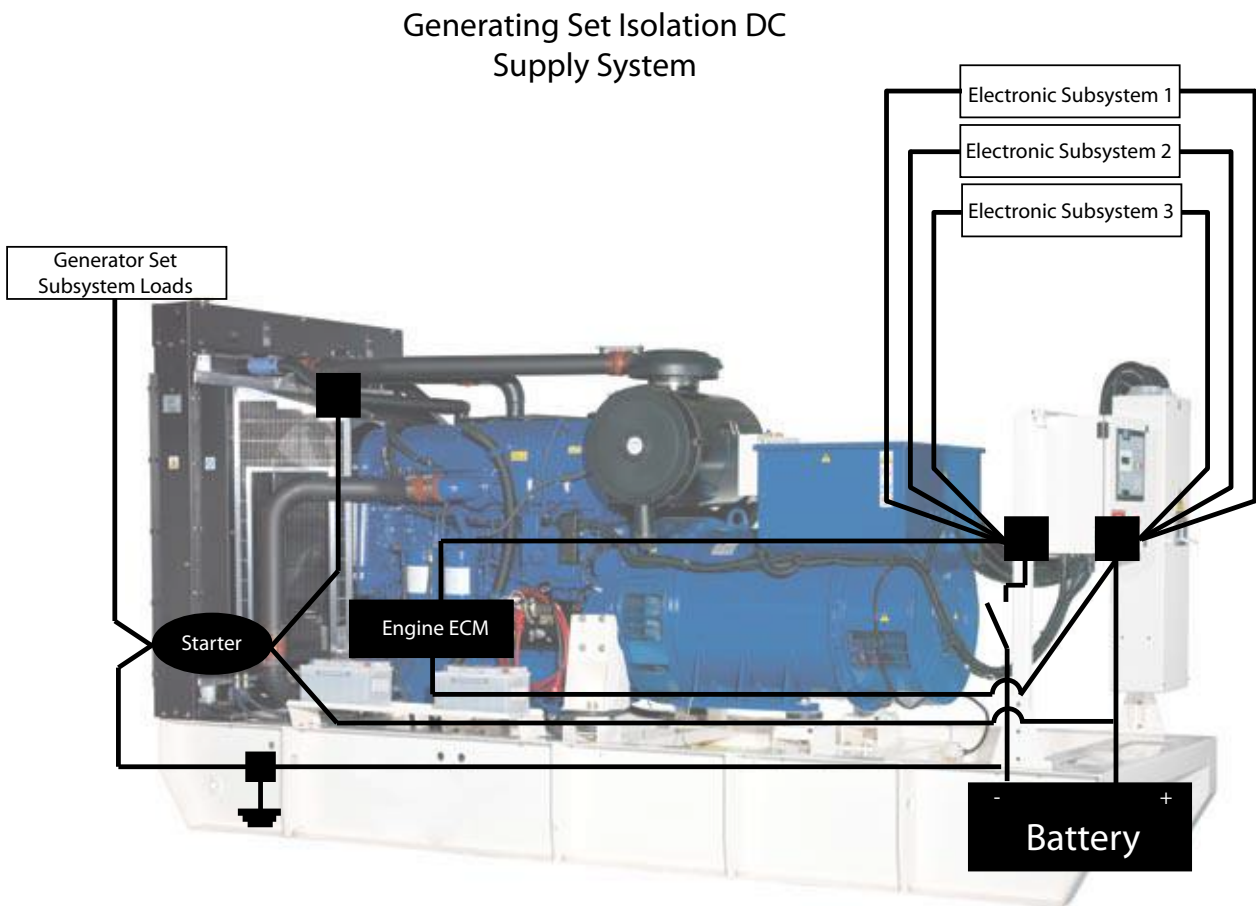 Generating Set Isolation DC
Supply System
Electronic Subsystem 1
Electronic Subsystem 2
Electronic Subsystem 3
Generator Set
Subsystem Loads
Starter
Engine ECM
- +
Battery